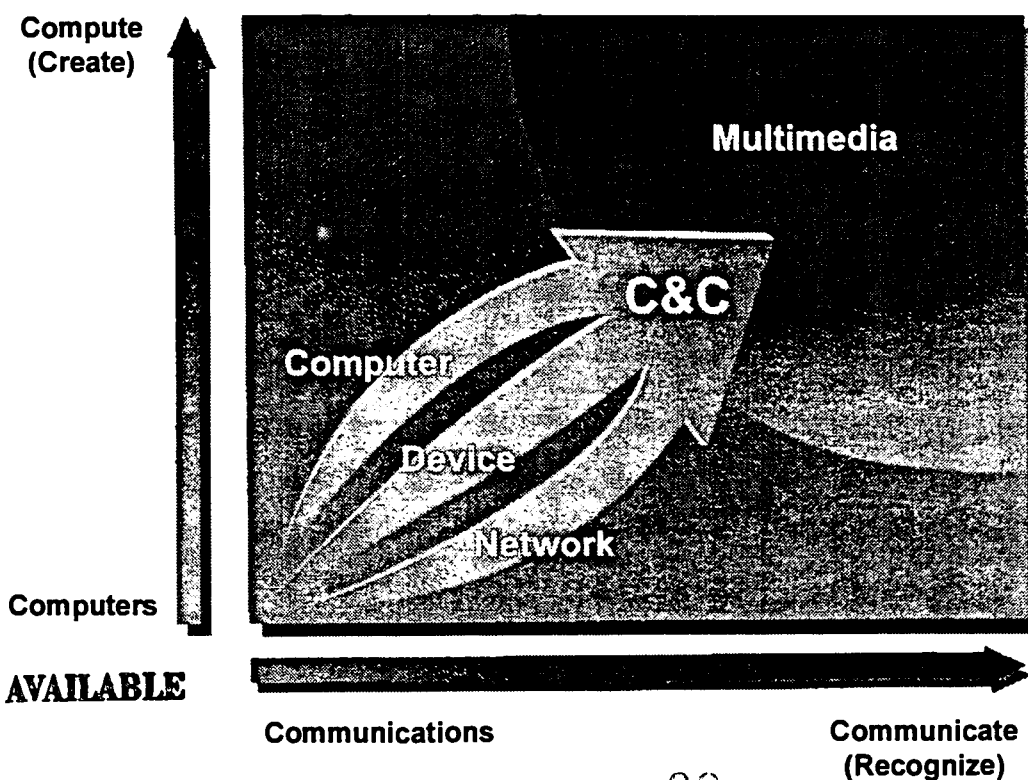 Compute
(Create)
Multimedia
C&C
Computer
Device
Network
Computers
AVAILABLE
Communications
Communicate
(Recognize)